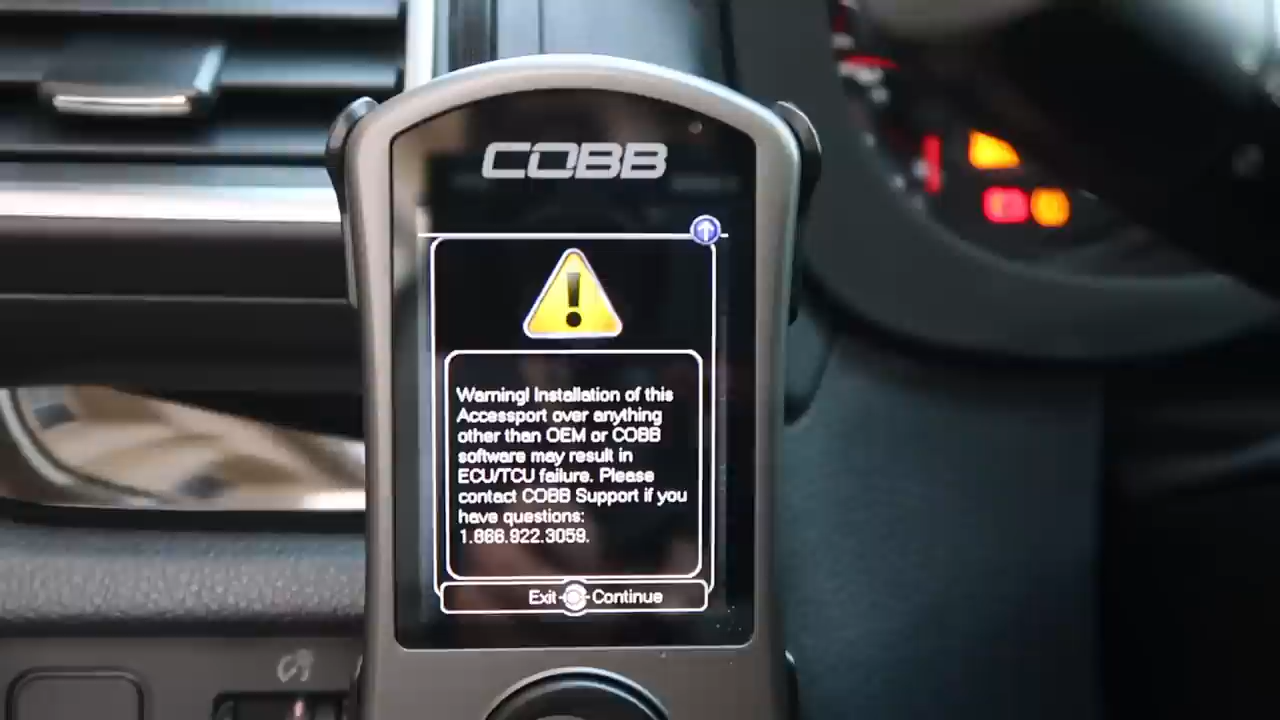 COBB
Warning! Installation of this
Accessport over anything
other than OEM or COBB
software may result in
ECU/TCU failure. Please
contact COBB Support if you
have questions:
1.866.922.3059.
Exit Continue